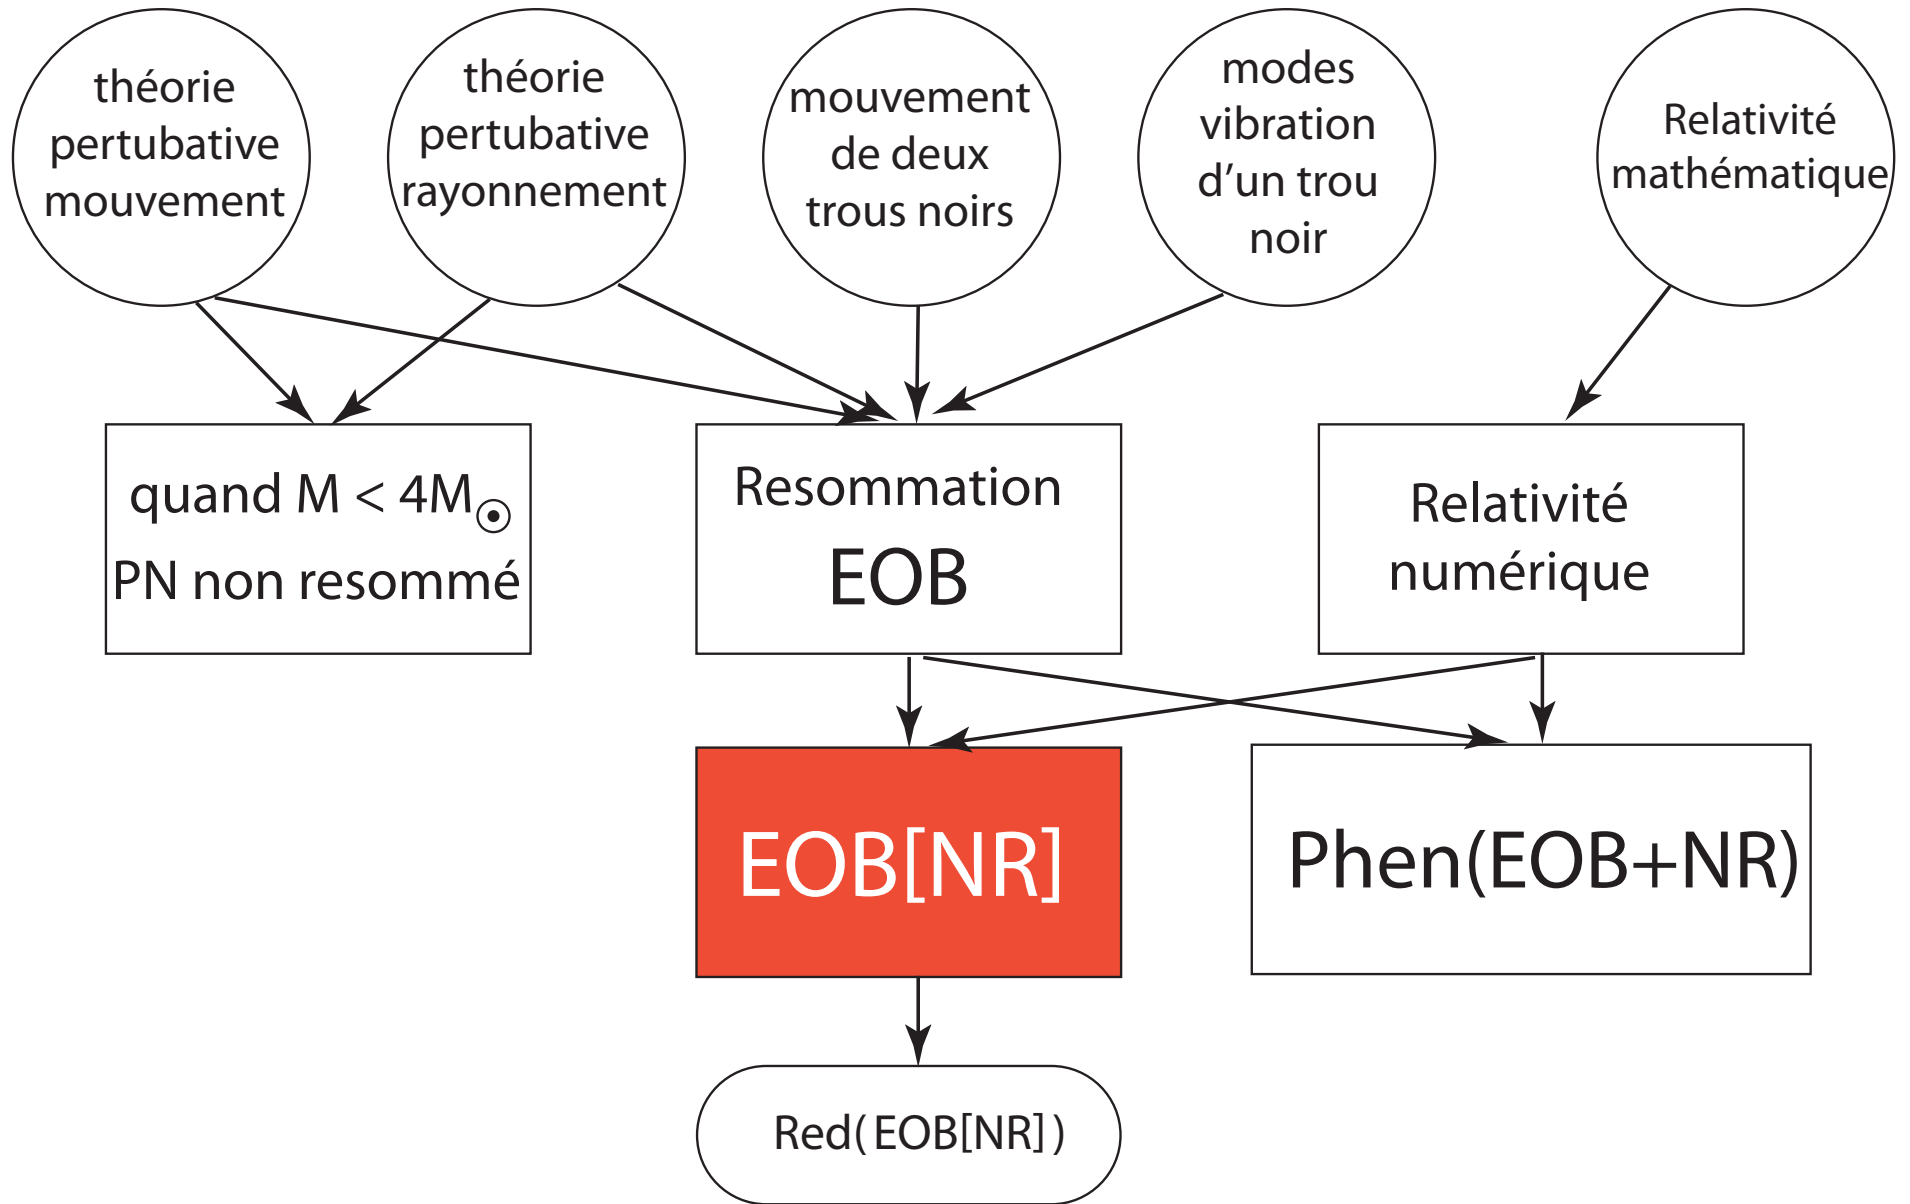 théorie
pertubative
mouvement
théorie
pertubative
rayonnement
mouvement
de deux
trous noirs
modes
vibration
d'un trou
noir
Relativité
mathématique
quand M < 4M☉
PN non resommé
Resommation
EOB
Relativité
numérique
EOB[NR]
Phen(EOB+NR)
Red(EOB[NR])